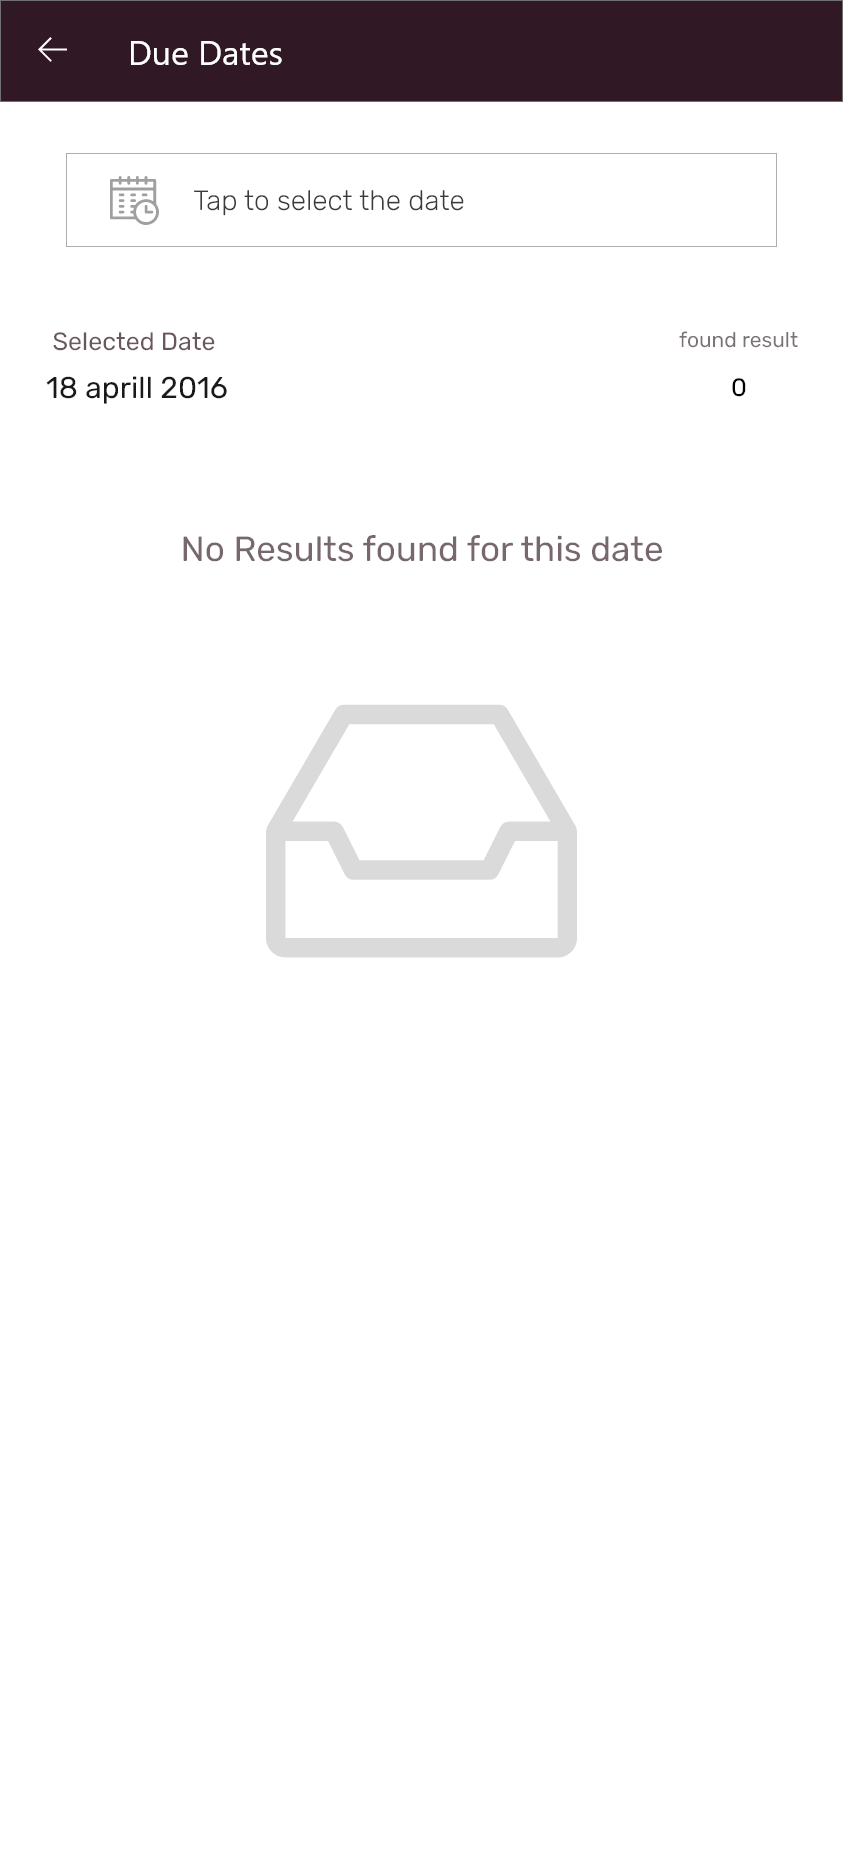 Due Dates
Tap to select the date
Selected Date
found result
18 aprill 2016
0
No Results found for this date